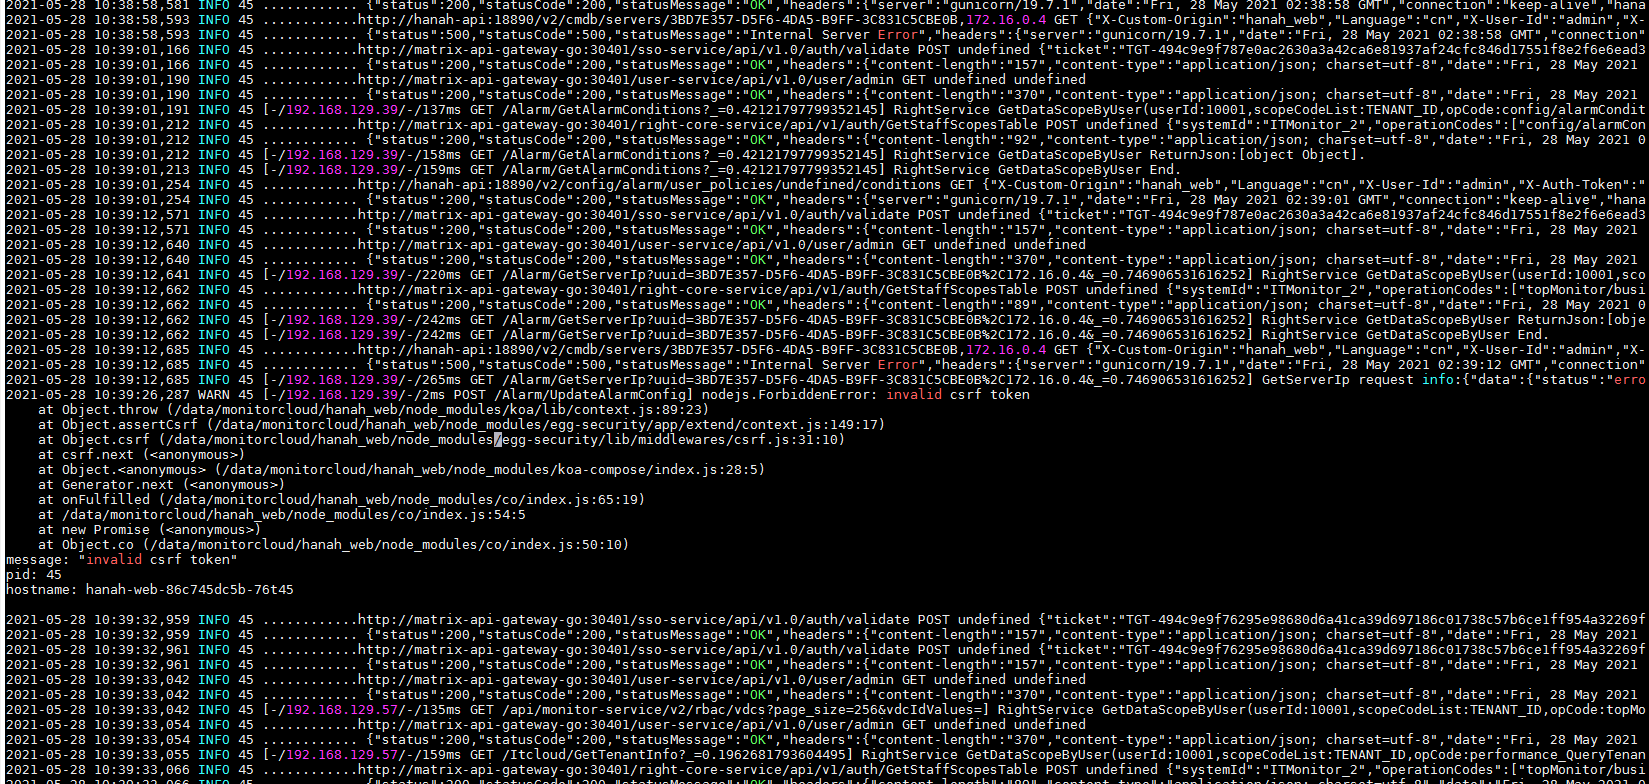 2021-05-28 10:38:58,581 INFO 45 ............ {"status":200,"statusCode":200,"statusMessage":"OK","headers":{"server":"gunicorn/19.7.1","date":"Fri, 28 May 2021 02:38:58 GMT","connection":"keep-alive","hana
2021-05-28 10:38:58,593 INFO 45 ............http://hanah-api:18890/v2/cmdb/servers/3BD7E357-D5F6-4DA5-B9FF-3C831C5CBE0B,172.16.0.4 GET {"X-Custom-Origin":"hanah_web","Language":"cn","X-User-Id":"admin","X-
2021-05-28 10:38:58,593 INFO 45 ............ {"status":500,"statusCode":500,"statusMessage":"Internal Server Error","headers":{"server":"gunicorn/19.7.1","date":"Fri, 28 May 2021 02:38:58 GMT","connection"
2021-05-28 10:39:01,166 INFO 45 ............http://matrix-api-gateway-go:30401/sso-service/api/v1.0/auth/validate POST undefined {"ticket":"TGT-494c9e9f787e0ac2630a3a42ca6e81937af24cfc846d17551f8e2f6e6ead3
2021-05-28 10:39:01,166 INFO 45 ............ {"status":200,"statusCode":200,"statusMessage":"OK","headers":{"content-length":"157","content-type":"application/json; charset=utf-8","date":"Fri, 28 May 2021
2021-05-28 10:39:01,190 INFO 45 ............http://matrix-api-gateway-go:30401/user-service/api/v1.0/user/admin GET undefined undefined
2021-05-28 10:39:01,190 INFO 45 ............ {"status":200,"statusCode":200,"statusMessage":"OK","headers":{"content-length":"370","content-type":"application/json; charset=utf-8","date":"Fri, 28 May 2021
2021-05-28 10:39:01,191 INFO 45 [-/192.168.129.39/-/137ms GET /Alarm/GetAlarmConditions?_=0.42121797799352145] RightService GetDataScopeByUser(userId:10001,scopeCodeList:TENANT_ID,opCode:config/alarmCondit
2021-05-28 10:39:01,212 INFO 45 ............http://matrix-api-gateway-go:30401/right-core-service/api/v1/auth/GetStaffScopesTable POST undefined {"systemId":"ITMonitor_2","operationCodes":["config/alarmCon
2021-05-28 10:39:01,212 INFO 45 ............ {"status":200,"statusCode":200,"statusMessage":"OK","headers":{"content-length":"92","content-type":"application/json; charset=utf-8","date":"Fri, 28 May 2021 0
2021-05-28 10:39:01,212 INFO 45 [-/192.168.129.39/-/158ms GET /Alarm/GetAlarmConditions?_=0.42121797799352145] RightService GetDataScopeByUser ReturnJson:[object Object].
2021-05-28 10:39:01,213 INFO 45 [-/192.168.129.39/-/159ms GET /Alarm/GetAlarmConditions?_=0.42121797799352145] RightService GetDataScopeByUser End.
2021-05-28 10:39:01,254 INFO 45 ............http://hanah-api:18890/v2/config/alarm/user_policies/undefined/conditions GET {"X-Custom-Origin":"hanah_web","Language":"cn","X-User-Id":"admin","X-Auth-Token":"
2021-05-28 10:39:01,254 INFO 45 ............ {"status":200,"statusCode":200,"statusMessage":"OK","headers":{"server":"gunicorn/19.7.1","date":"Fri, 28 May 2021 02:39:01 GMT","connection":"keep-alive","hana
2021-05-28 10:39:12,571 INFO 45 ............http://matrix-api-gateway-go:30401/sso-service/api/v1.0/auth/validate POST undefined {"ticket":"TGT-494c9e9f787e0ac2630a3a42ca6e81937af24cfc846d17551f8e2f6e6ead3
2021-05-28 10:39:12,571 INFO 45 ............ {"status":200,"statusCode":200,"statusMessage":"OK","headers":{"content-length":"157","content-type":"application/json; charset=utf-8","date":"Fri, 28 May 2021
2021-05-28 10:39:12,640 INFO 45 ............http://matrix-api-gateway-go:30401/user-service/api/v1.0/user/admin GET undefined undefined
2021-05-28 10:39:12,640 INFO 45 ............ {"status":200,"statusCode":200,"statusMessage":"OK","headers":{"content-length":"370","content-type":"application/json; charset=utf-8","date":"Fri, 28 May 2021
2021-05-28 10:39:12,641 INFO 45 [-/192.168.129.39/-/220ms GET /Alarm/GetServerIp?uuid=3BD7E357-D5F6-4DA5-B9FF-3C831C5CBE0B%2C172.16.0.4&_=0.746906531616252] RightService GetDataScopeByUser(userId:10001,sco
2021-05-28 10:39:12,662 INFO 45 ............http://matrix-api-gateway-go:30401/right-core-service/api/v1/auth/GetStaffScopesTable POST undefined {"systemId":"ITMonitor_2","operationCodes":["topMonitor/busi
2021-05-28 10:39:12,662 INFO 45 ............ {"status":200,"statusCode":200,"statusMessage":"OK","headers":{"content-length":"89","content-type":"application/json; charset=utf-8","date":"Fri, 28 May 2021 0
2021-05-28 10:39:12,662 INFO 45 [-/192.168.129.39/-/242ms GET /Alarm/GetServerIp?uuid=3BD7E357-D5F6-4DA5-B9FF-3C831C5CBE0B%2C172.16.0.4&_=0.746906531616252] RightService GetDataScopeByUser ReturnJson:[obje
2021-05-28 10:39:12,662 INFO 45 [-/192.168.129.39/-/242ms GET /Alarm/GetServerIp?uuid=3BD7E357-D5F6-4DA5-B9FF-3C831C5CBE0B%2C172.16.0.4&_=0.746906531616252] RightService GetDataScopeByUser End.
2021-05-28 10:39:12,685 INFO 45 ............http://hanah-api:18890/v2/cmdb/servers/3BD7E357-D5F6-4DA5-B9FF-3C831C5CBE0B,172.16.0.4 GET {"X-Custom-Origin":"hanah_web","Language":"cn","X-User-Id":"admin","X-
2021-05-28 10:39:12,685 INFO 45 ............ {"status":500,"statusCode":500,"statusMessage":"Internal Server Error","headers":{"server":"gunicorn/19.7.1","date":"Fri, 28 May 2021 02:39:12 GMT","connection"
2021-05-28 10:39:12,685 INFO 45 [-/192.168.129.39/-/265ms GET /Alarm/GetServerIp?uuid=3BD7E357-D5F6-4DA5-B9FF-3C831C5CBE0B%2C172.16.0.4&_=0.746906531616252] GetServerIp request info:{"data":{"status":"erro
2021-05-28 10:39:26,287 WARN 45 [-/192.168.129.39/-/2ms POST /Alarm/UpdateAlarmConfig] nodejs.ForbiddenError: invalid csrf token
at Object.throw (/data/monitorcloud/hanah_web/node_modules/koa/lib/context.js:89:23)
at Object.assertCsrf (/data/monitorcloud/hanah_web/node_modules/egg-security/app/extend/context.js:149:17)
at Object.csrf (/data/monitorcloud/hanah_web/node_modules/egg-security/lib/middlewares/csrf.js:31:10)
at csrf.next (<anonymous>)
at Object.<anonymous> (/data/monitorcloud/hanah_web/node_modules/koa-compose/index.js:28:5)
at Generator.next (<anonymous>)
at onFulfilled (/data/monitorcloud/hanah_web/node_modules/co/index.js:65:19)
at /data/monitorcloud/hanah_web/node_modules/co/index.js:54:5
at new Promise (<anonymous>)
at Object.co (/data/monitorcloud/hanah_web/node_modules/co/index.js:50:10)
message: "invalid csrf token"
pid: 45
hostname: hanah-web-86c745dc5b-76t45
2021-05-28 10:39:32,959 INFO 45 ............http://matrix-api-gateway-go:30401/sso-service/api/v1.0/auth/validate POST undefined {"ticket":"TGT-494c9e9f76295e98680d6a41ca39d697186c01738c57b6ce1ff954a32269f
2021-05-28 10:39:32,959 INFO 45 ............ {"status":200,"statusCode":200,"statusMessage":"OK","headers":{"content-length":"157","content-type":"application/json; charset=utf-8","date":"Fri, 28 May 2021
2021-05-28 10:39:32,961 INFO 45 ............http://matrix-api-gateway-go:30401/sso-service/api/v1.0/auth/validate POST undefined {"ticket":"TGT-494c9e9f76295e98680d6a41ca39d697186c01738c57b6ce1ff954a32269f
2021-05-28 10:39:32,961 INFO 45 ............ {"status":200,"statusCode":200,"statusMessage":"OK","headers":{"content-length":"157","content-type":"application/json; charset=utf-8","date":"Fri, 28 May 2021
2021-05-28 10:39:33,042 INFO 45 ............http://matrix-api-gateway-go:30401/user-service/api/v1.0/user/admin GET undefined undefined
2021-05-28 10:39:33,042 INFO 45 ............ {"status":200,"statusCode":200,"statusMessage":"OK","headers":{"content-length":"370","content-type":"application/json; charset=utf-8","date":"Fri, 28 May 2021
2021-05-28 10:39:33,042 INFO 45 [-/192.168.129.57/-/135ms GET /api/monitor-service/v2/rbac/vdcs?page_size=256&vdcIdValues=] RightService GetDataScopeByUser(userId:10001,scopeCodeList:TENANT_ID,opCode:topMo
2021-05-28 10:39:33,054 INFO 45 ............http://matrix-api-gateway-go:30401/user-service/api/v1.0/user/admin GET undefined undefined
2021-05-28 10:39:33,054 INFO 45 ............ {"status":200,"statusCode":200,"statusMessage":"OK","headers":{"content-length":"370","content-type":"application/json; charset=utf-8","date":"Fri, 28 May 2021
2021-05-28 10:39:33,055 INFO 45 [-/192.168.129.57/-/159ms GET /Itcloud/GetTenantInfo?_=0.1962681793604495] RightService GetDataScopeByUser(userId:10001,scopeCodeList:TENANT_ID,opCode:performance_QueryTenan
2021-05-28 10:39:33,066 INFO 45 ............http://matrix-api-gateway-go:30401/right-core-service/api/v1/auth/GetStaffScopesTable POST undefined {"systemId":"ITMonitor_2","operationCodes":["topMonitor/busi